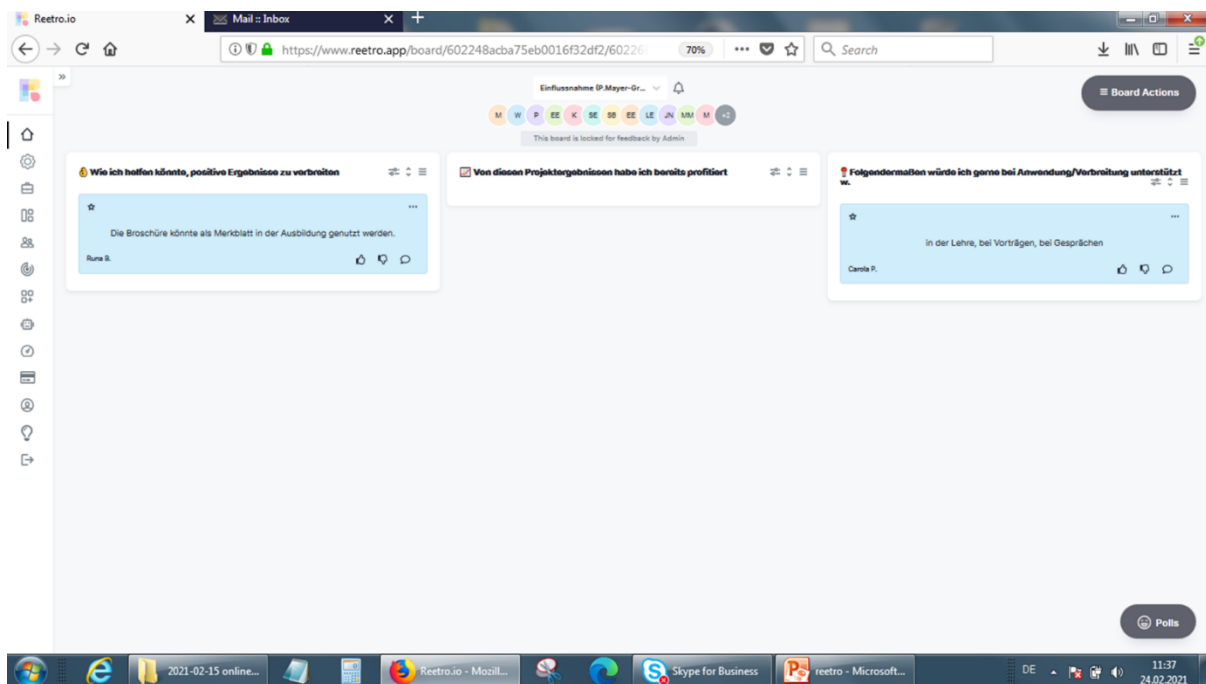 Reetro.io
Mail :: Inbox
https://www.reetro.app/board/602248acba75eb0016f32df2/6022
70%
Search
Einflussnahme (P.Mayer-Gr...
Board Actions
M W P EE K SE SB EE LE JN MM M +2
This board is locked for feedback by Admin
Wie ich helfen könnte, positive Ergebnisse zu verbreiten
Von diesen Projektergebnissen habe ich bereits profitiert
Folgendermaßen würde ich gerne bei Anwendung/Verbreitung unterstützt
w.
Die Broschüre könnte als Merkblatt in der Ausbildung genutzt werden.
Runa B.
in der Lehre, bei Vorträgen, bei Gesprächen
Carola P.
Polls
2021-02-15 online...
Reetro.io - Mozill...
Skype for Business
reetro - Microsoft...
DE
11:37
24.02.2021